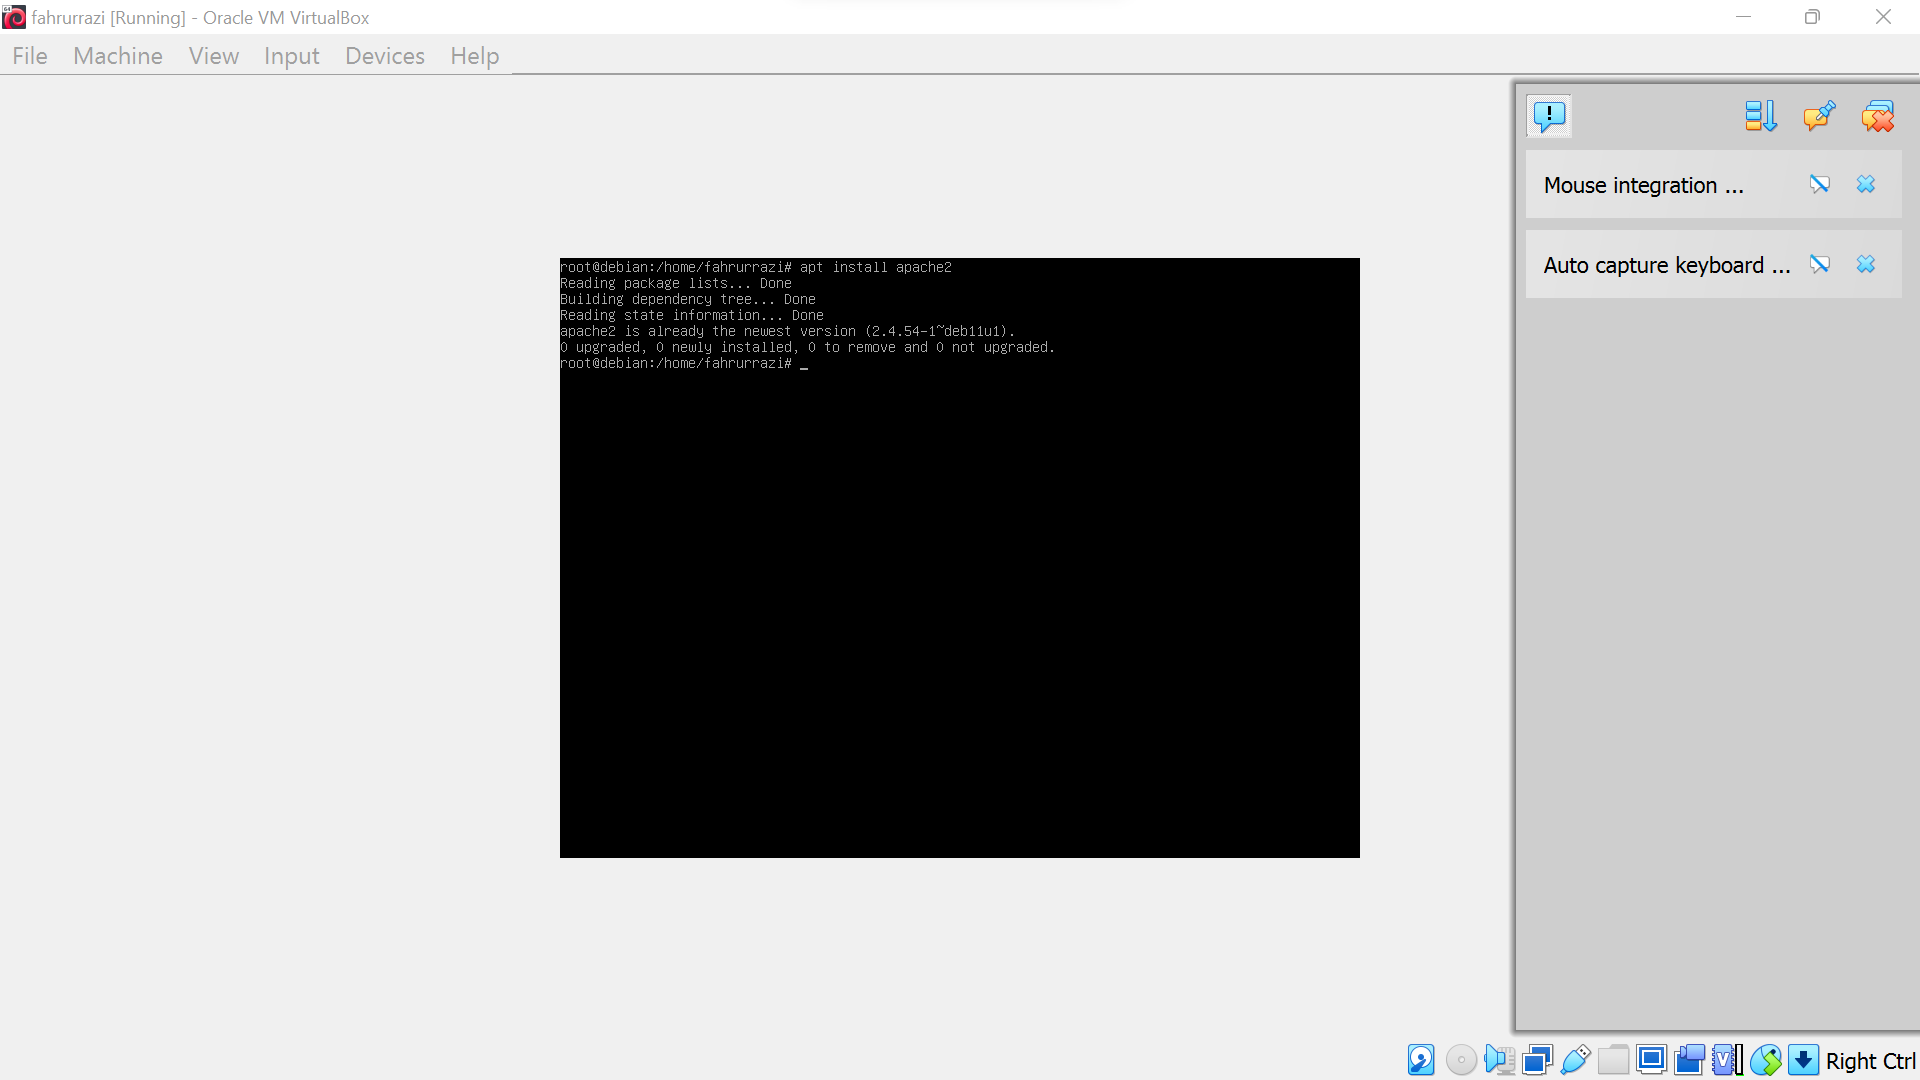 fahrurrazi [Running] - Oracle VM VirtualBox
File Machine View Input Devices Help
Mouse integration ...
Auto capture keyboard ...
root@debian:/home/fahrurrazi# apt install apache2
Reading package lists... Done
Building dependency tree... Done
Reading state information... Done
apache2 is already the newest version (2.4.54-1~deb11u1).
0 upgraded, 0 newly installed, 0 to remove and 0 not upgraded.
root@debian:/home/fahrurrazi# _
Right Ctrl